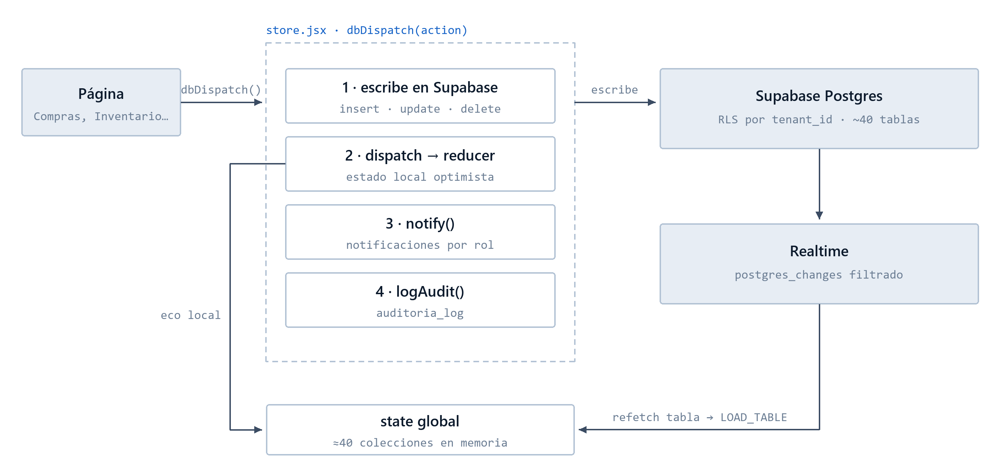 store.jsx · dbDispatch(action)
Página
Compras, Inventario…
dbDispatch()
1 · escribe en Supabase
insert · update · delete
2 · dispatch → reducer
estado local optimista
3 · notify()
notificaciones por rol
4 · logAudit()
auditoria_log
escribe
Supabase Postgres
RLS por tenant_id · ~40 tablas
Realtime
postgres_changes filtrado
eco local
refetch tabla → LOAD_TABLE
state global
≈40 colecciones en memoria